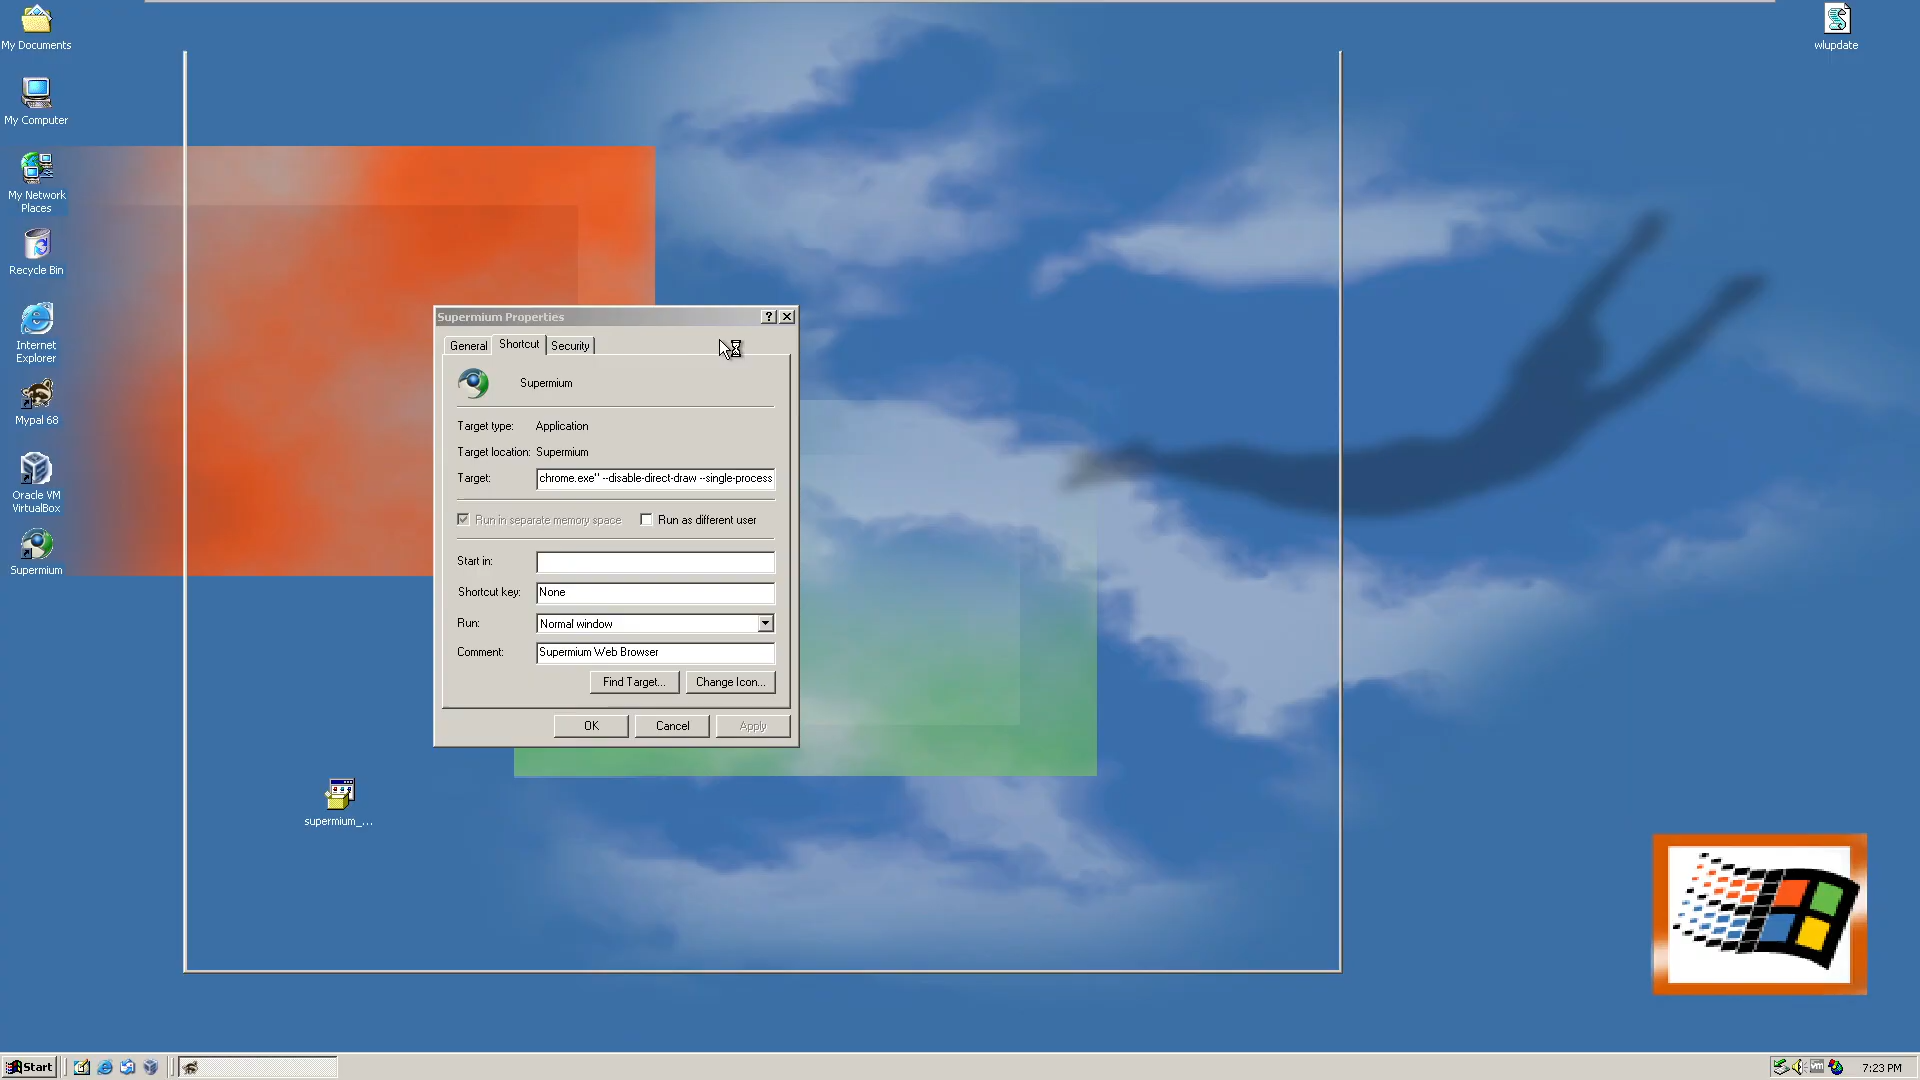 My Documents
My Computer
My Network
Places
Recycle Bin
Internet
Explorer
Mypal 68
Oracle VM
VirtualBox
Supermium
wlupdate
Supermium Properties
?
General
Shortcut
Security
Supermium
Target type: Application
Target location: Supermium
Target: chrome.exe" --disable-direct-draw --single-process
Run in separate memory space
Run as different user
Start in:
Shortcut key: None
Run: Normal window
Comment: Supermium Web Browser
Find Target...
Change Icon...
OK
Cancel
Apply
supermium_...
Start
vm
7:23 PM